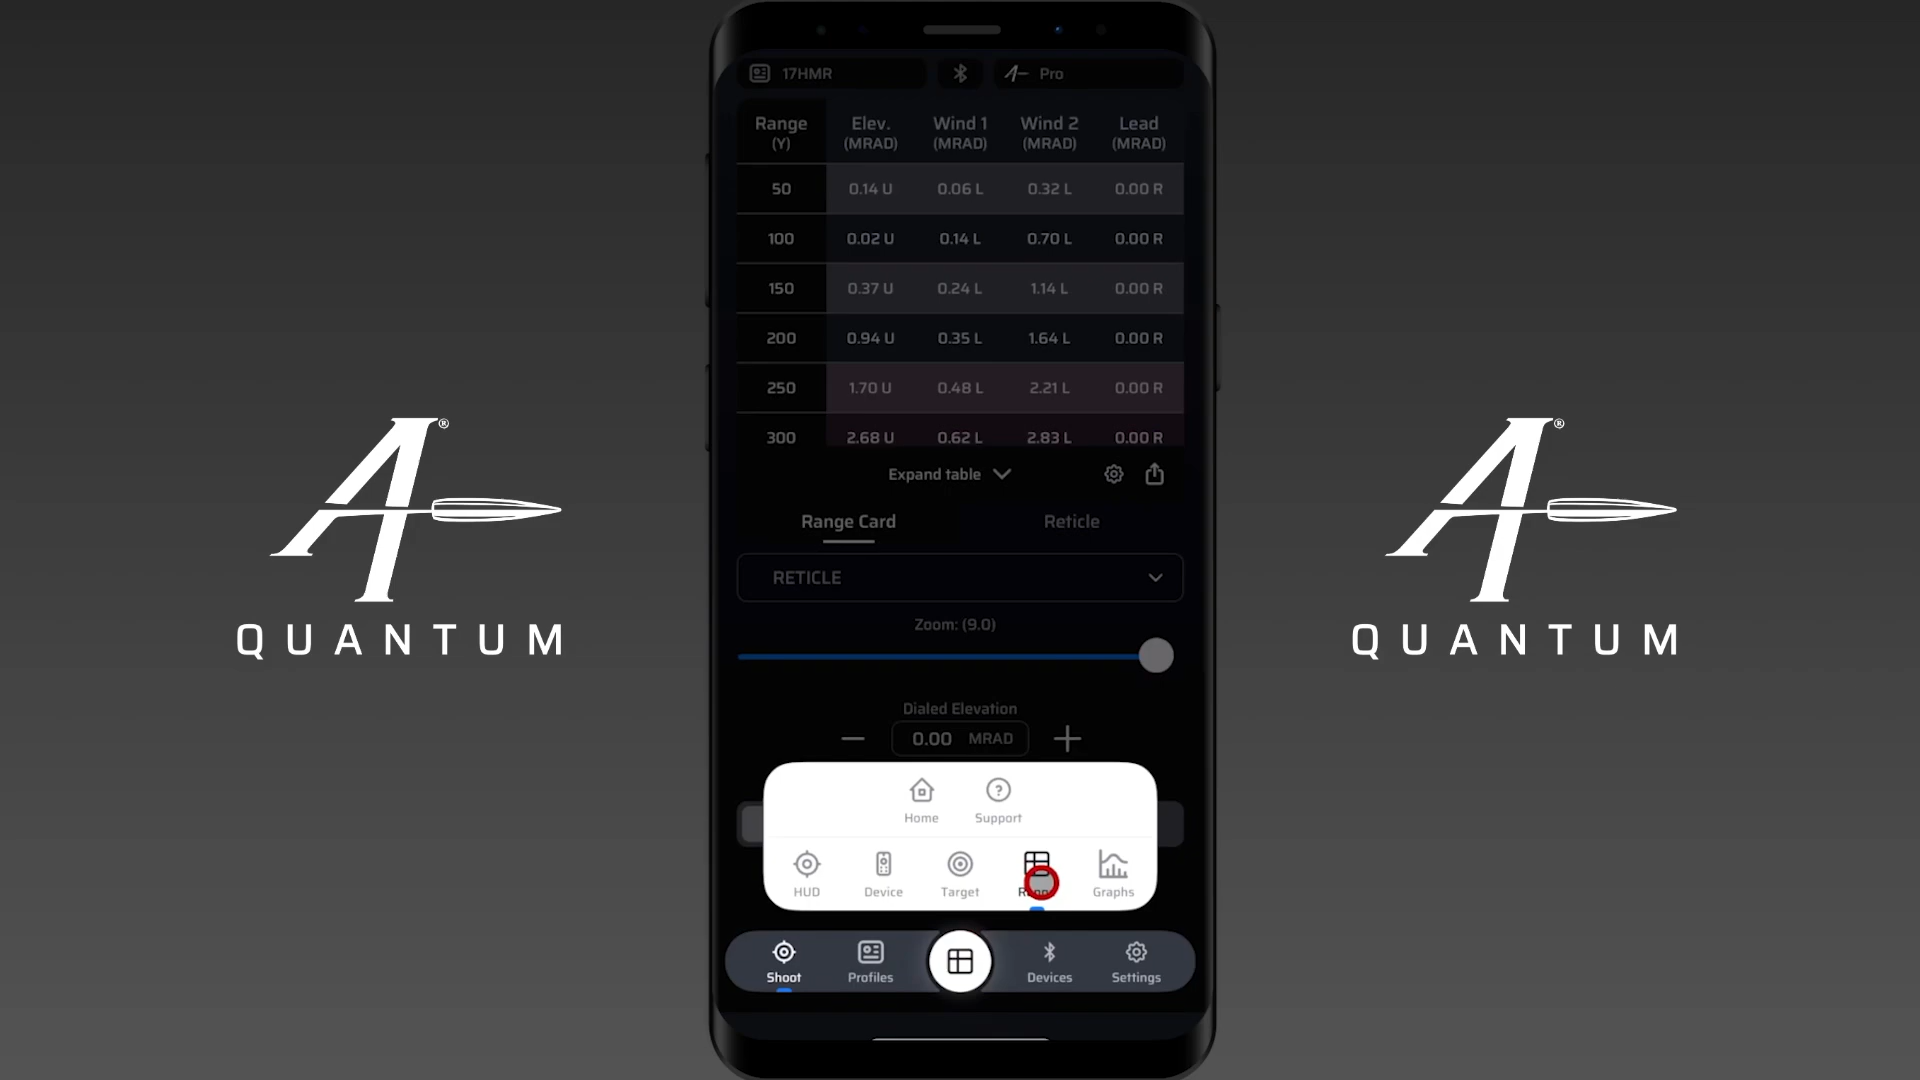 17HMR
Pro
Range (Y) Elev. (MRAD) Wind 1 (MRAD) Wind 2 (MRAD) Lead (MRAD)
50 0.14 U 0.06 L 0.32 L 0.00 R
100 0.02 U 0.14 L 0.70 L 0.00 R
150 0.37 U 0.24 L 1.14 L 0.00 R
200 0.94 U 0.35 L 1.64 L 0.00 R
250 1.70 U 0.48 L 2.21 L 0.00 R
300 2.68 U 0.62 L 2.83 L 0.00 R
Expand table
Range Card Reticle
RETICLE
Zoom: (9.0)
Dialed Elevation
0.00 MRAD
Home Support
HUD Device Target Graphs
Shoot Profiles Devices Settings
A®
QUANTUM
A®
QUANTUM